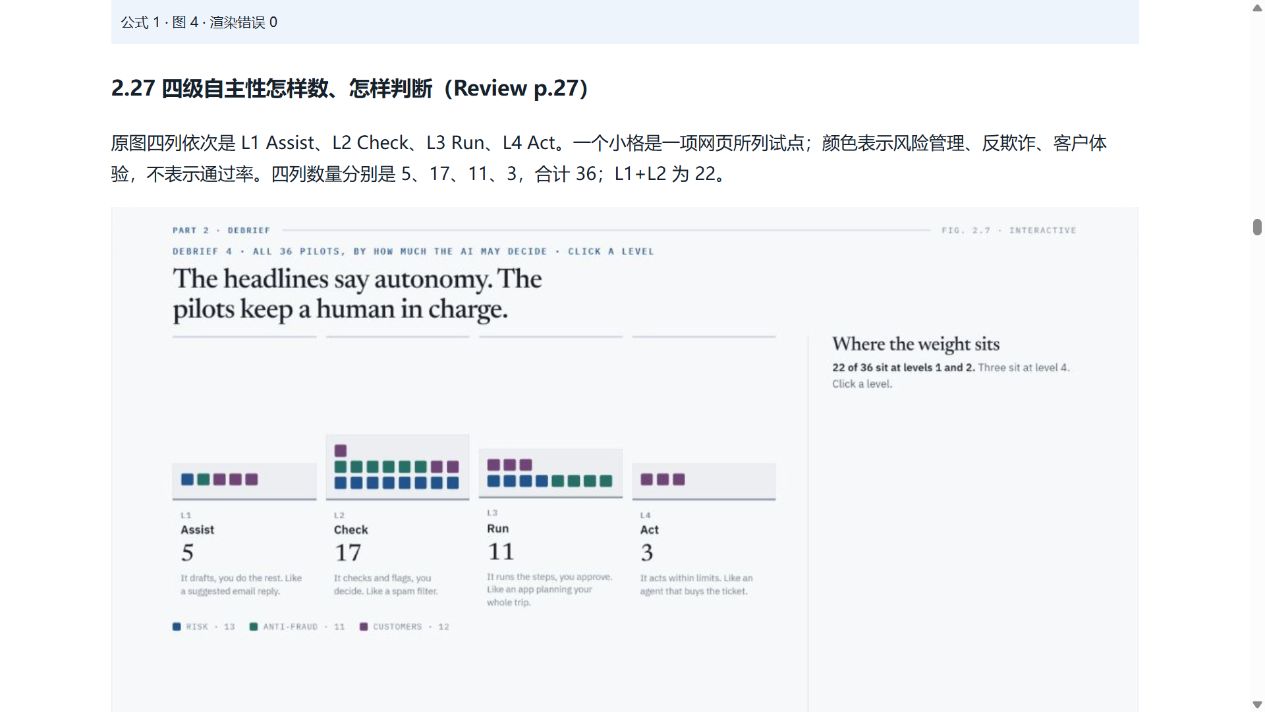 公式 1 · 图 4 · 渲染错误 0
2.27 四级自主性怎样数、怎样判断（Review p.27）
原图四列依次是 L1 Assist、L2 Check、L3 Run、L4 Act。一个小格是一项网页所列试点；颜色表示风险管理、反欺诈、客户体
验，不表示通过率。四列数量分别是 5、17、11、3，合计 36；L1+L2 为 22。
PART 2 · DEBRIEF
FIG. 2.7 · INTERACTIVE
DEBRIEF 4 · ALL 36 PILOTS, BY HOW MUCH THE AI MAY DECIDE · CLICK A LEVEL
The headlines say autonomy. The
pilots keep a human in charge.
Where the weight sits
22 of 36 sit at levels 1 and 2. Three sit at level 4.
Click a level.
L1
Assist
5
It drafts, you do the rest. Like
a suggested email reply.
L2
Check
17
It checks and flags, you
decide. Like a spam filter.
L3
Run
11
It runs the steps, you approve.
Like an app planning your
whole trip.
L4
Act
3
It acts within limits. Like an
agent that buys the ticket.
RISK · 13
ANTI-FRAUD · 11
CUSTOMERS · 12